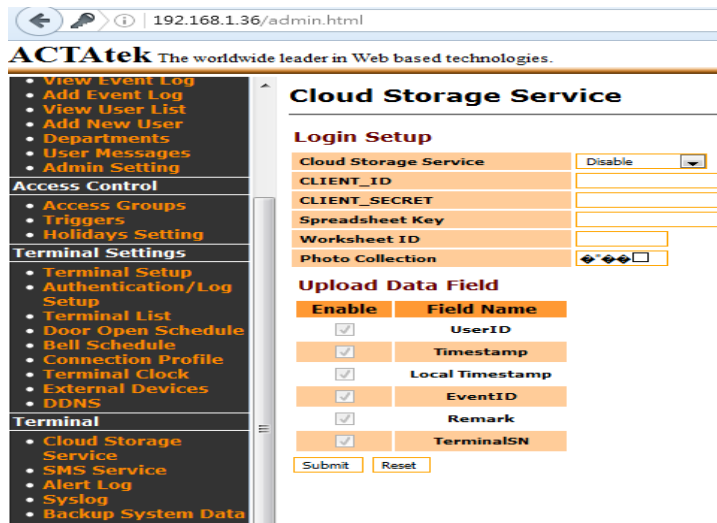 192.168.1.36/admin.html
ACTAtek The worldwide leader in Web based technologies.
View Event Log
Add Event Log
View User List
Add New User
Departments
User Messages
Admin Setting
Access Control
Access Groups
Triggers
Holidays Setting
Terminal Settings
Terminal Setup
Authentication/Log
Setup
Terminal List
Door Open Schedule
Bell Schedule
Connection Profile
Terminal Clock
External Devices
DDNS
Terminal
Cloud Storage
Service
SMS Service
Alert Log
Syslog
Backup System Data
Cloud Storage Service
Login Setup
Cloud Storage Service Disable
CLIENT_ID
CLIENT_SECRET
Spreadsheet Key
Worksheet ID
Photo Collection
Upload Data Field
Enable Field Name
UserID
Timestamp
Local Timestamp
EventID
Remark
TerminalSN
Submit Reset